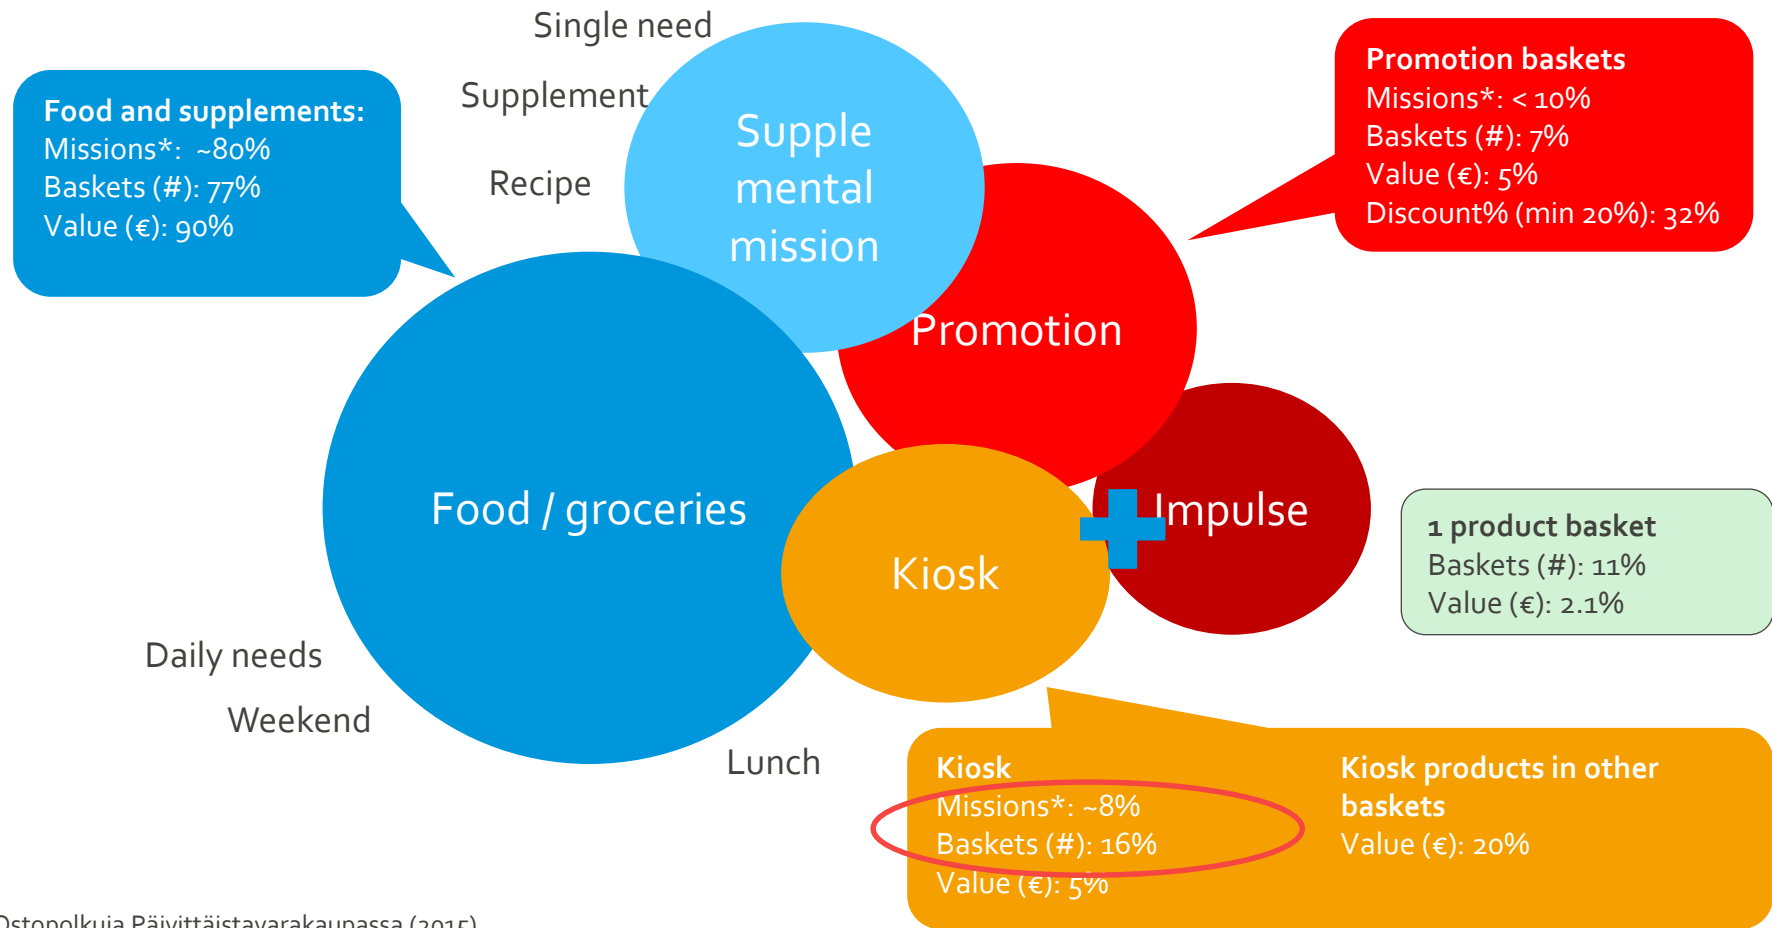 Single need
Supplement
Recipe
Food and supplements:
Missions*: ~80%
Baskets (#): 77%
Value (€): 90%
Supple
mental
mission
Promotion baskets
Missions*: < 10%
Baskets (#): 7%
Value (€): 5%
Discount% (min 20%): 32%
Promotion
Food / groceries
Kiosk
Impulse
1 product basket
Baskets (#): 11%
Value (€): 2.1%
Daily needs
Weekend
Lunch
Kiosk
Missions*: ~8%
Baskets (#): 16%
Value (€): 5%
Kiosk products in other
baskets
Value (€): 20%
Ostopolkuja Päivittäistavarakaupassa (2015)